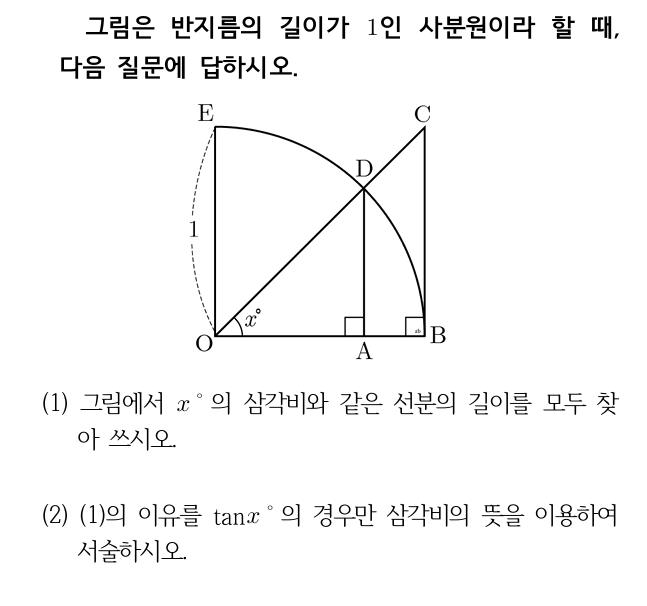 그림은 반지름의 길이가 1인 사분원이라 할 때,
다음 질문에 답하시오.
E
C
D
1
x°
O
A
B
(1) 그림에서 x°의 삼각비와 같은 선분의 길이를 모두 찾
아 쓰시오.
(2) (1)의 이유를 tanx°의 경우만 삼각비의 뜻을 이용하여
서술하시오.